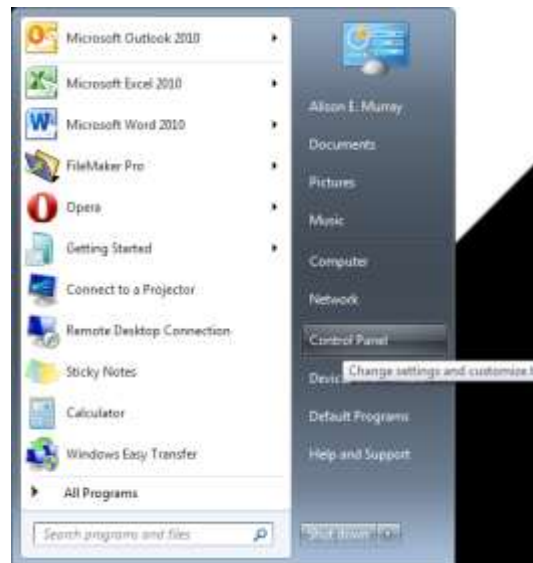 Microsoft Outlook 2010
Microsoft Excel 2010
Microsoft Word 2010
FileMaker Pro
Opera
Getting Started
Connect to a Projector
Remote Desktop Connection
Sticky Notes
Calculator
Windows Easy Transfer
All Programs
Search programs and files
Alison E. Murray
Documents
Pictures
Music
Computer
Network
Control Panel
Change settings and customize
Default Programs
Help and Support
Shut down